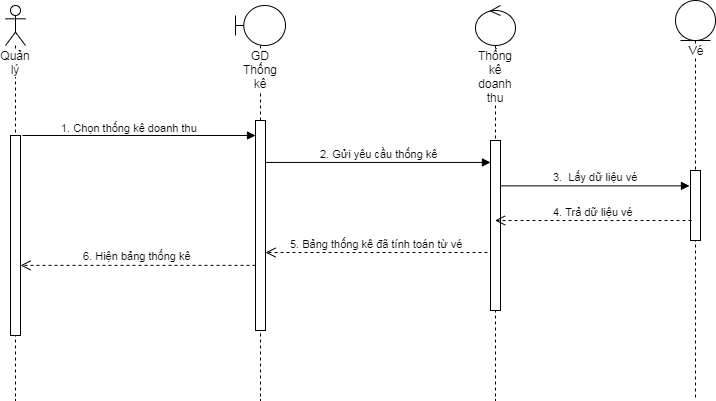 Quản
lý
GD
Thống
kê
Thống
kê
doanh
thu
Vé
1. Chọn thống kê doanh thu
2. Gửi yêu cầu thống kê
3. Lấy dữ liệu vé
4. Trả dữ liệu vé
5. Bảng thống kê đã tính toán từ vé
6. Hiện bảng thống kê